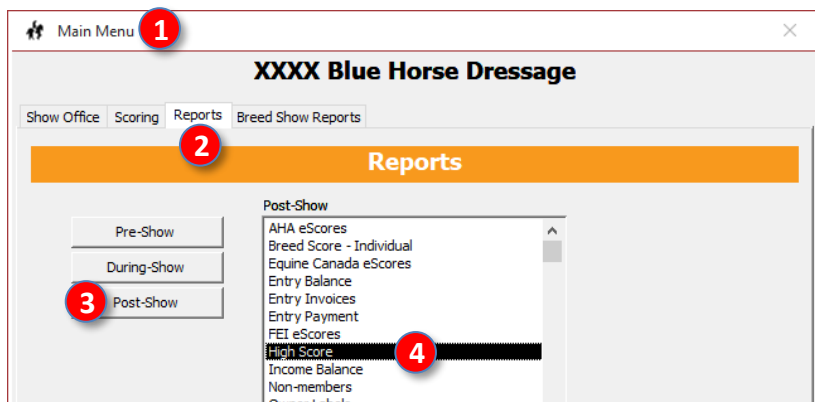 Main Menu 1
XXXX Blue Horse Dressage
Show Office Scoring Reports Breed Show Reports
2
Reports
Post-Show
Pre-Show
During-Show
3 Post-Show
AHA eScores
Breed Score - Individual
Equine Canada eScores
Entry Balance
Entry Invoices
Entry Payment
FEI eScores
High Score 4
Income Balance
Non-members